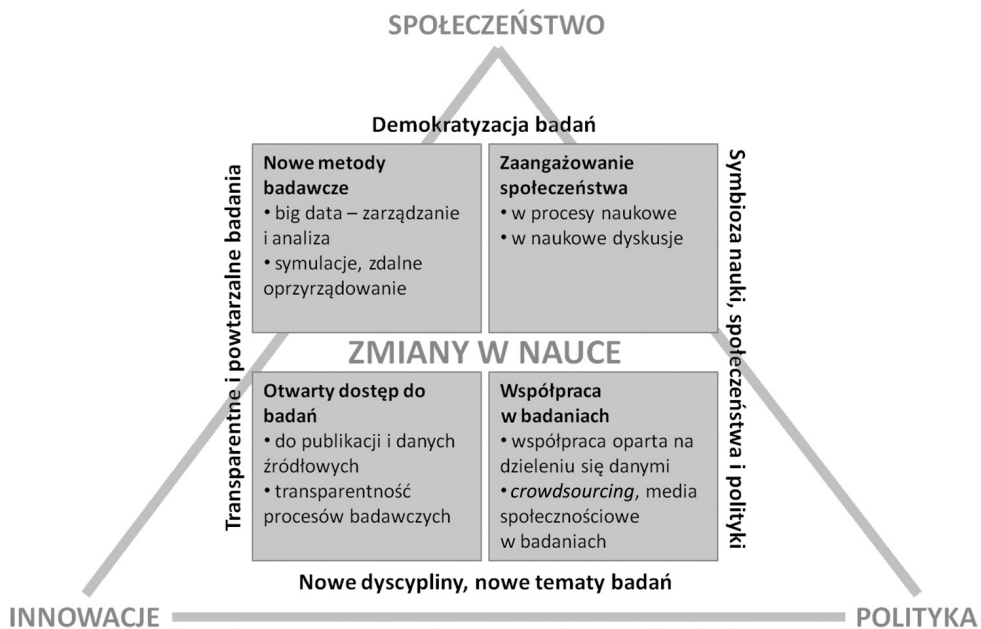 SPOŁECZEŃSTWO
Demokratyzacja badań
Transparentne i powtarzalne badania
Nowe metody
badawcze
• big data – zarządzanie
i analiza
• symulacje, zdalne
oprzyrządowanie
Zaangażowanie
społeczeństwa
• w procesy naukowe
• w naukowe dyskusje
Symbioza nauki, społeczeństwa i polityki
ZMIANY W NAUCE
Otwarty dostęp do
badań
• do publikacji i danych
źródłowych
• transparentność
procesów badawczych
Współpraca
w badaniach
• współpraca oparta na
dzieleniu się danymi
• crowdsourcing, media
społecznościowe
w badaniach
Nowe dyscypliny, nowe tematy badań
INNOWACJE
POLITYKA